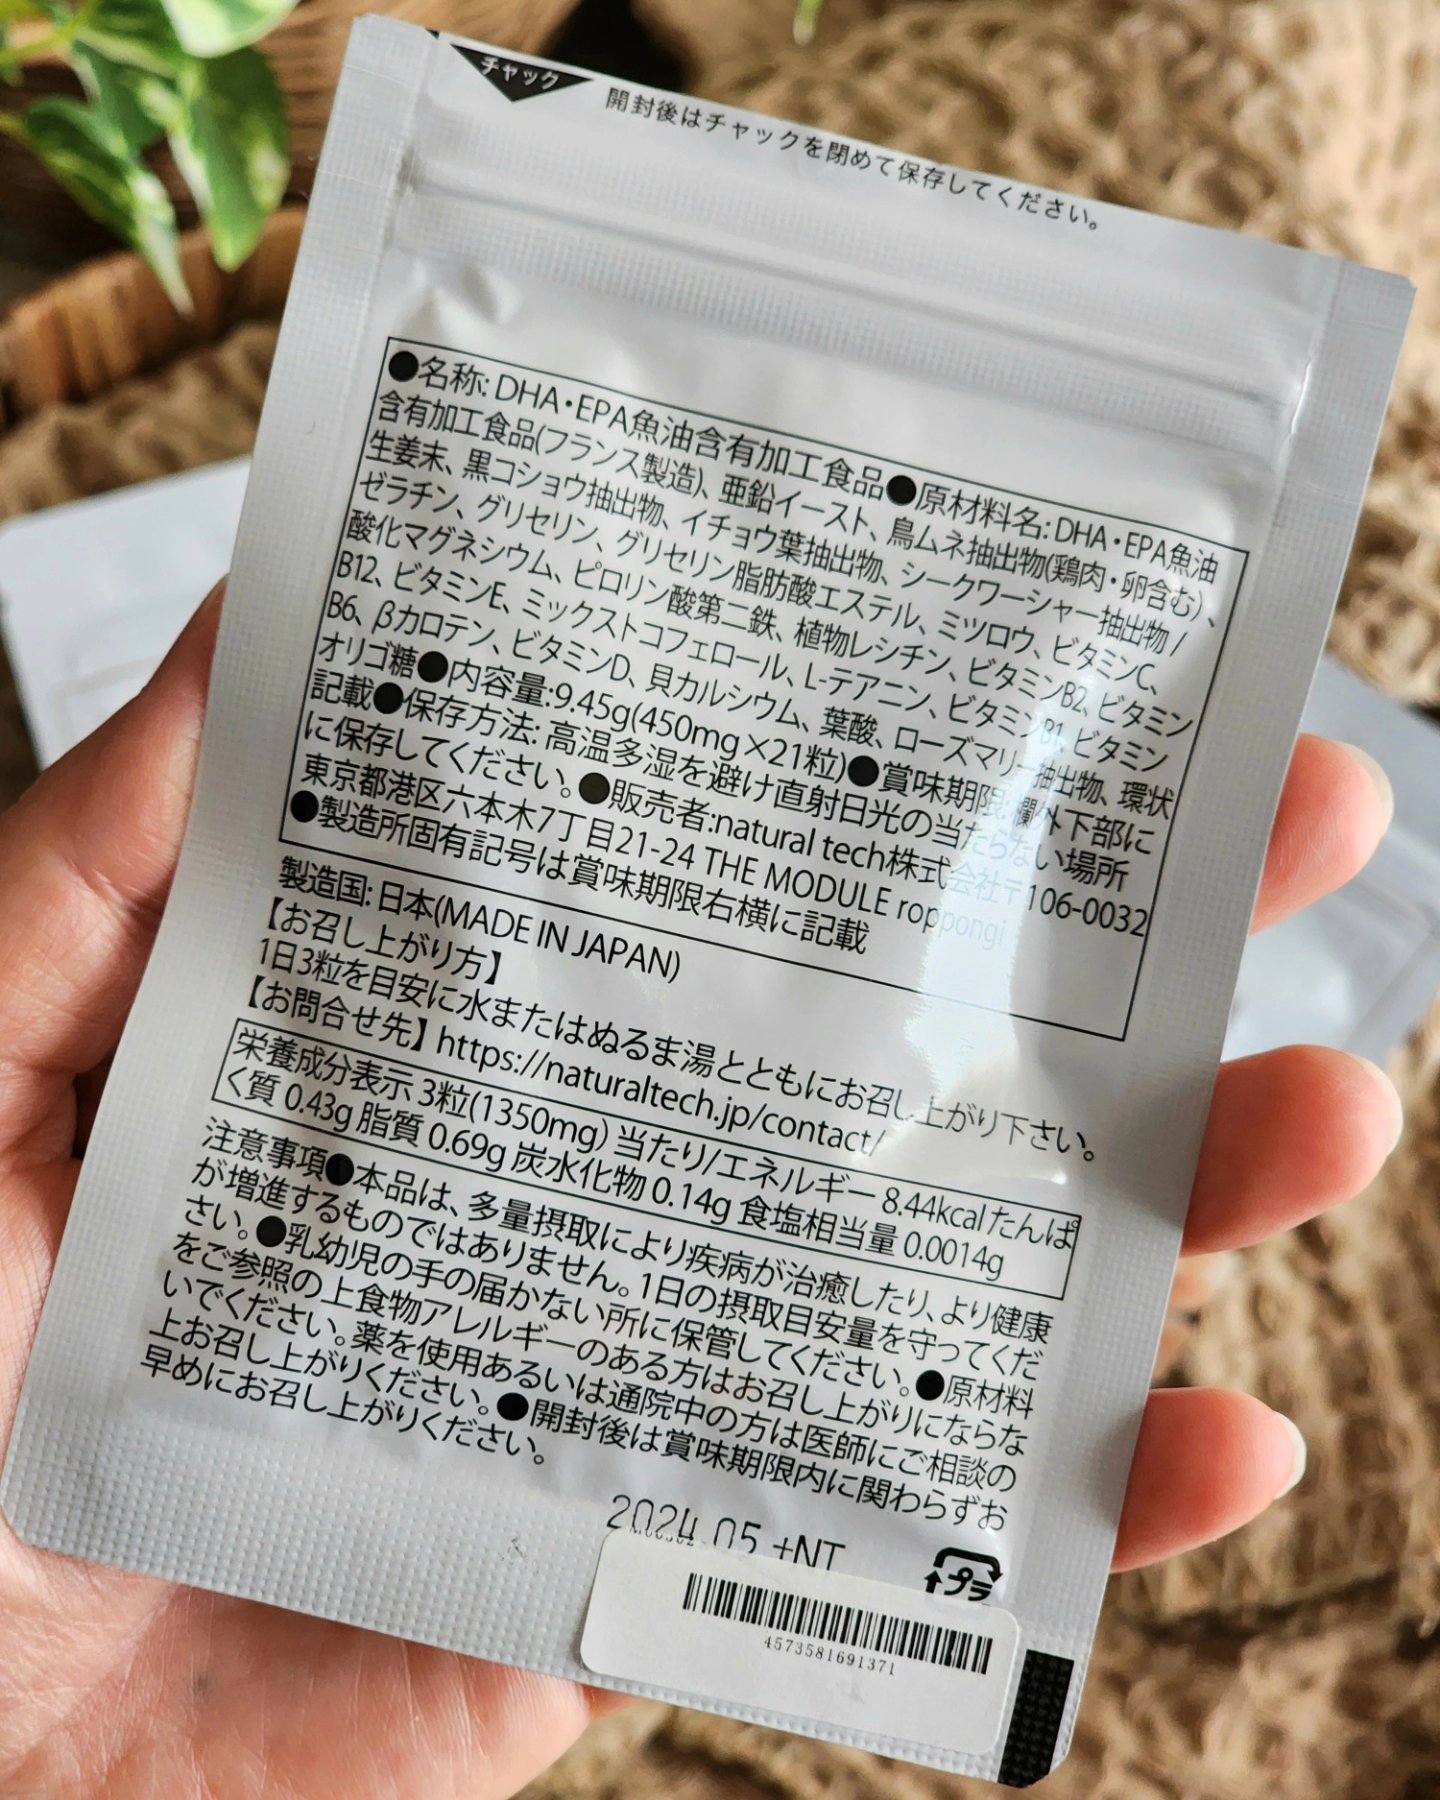 チャック
開封後はチャックを閉めて保存してください。
●名称: DHA・EPA魚油含有加工食品●原材料名: DHA・EPA魚油
含有加工食品(フランス製造)、亜鉛イースト、鳥ムネ抽出物(鶏肉・卵含む)、
生姜末、黒コショウ抽出物、イチョウ葉抽出物、シークワーシャー抽出物 /
ゼラチン、グリセリン、グリセリン脂肪酸エステル、ミツロウ、ビタミンC、
酸化マグネシウム、ピロリン酸第二鉄、植物レシチン、ビタミンB2、ビタミン
B12、ビタミンE、ミックストコフェロール、L-テアニン、ビタミンB1、ビタミン
B6、βカロテン、ビタミンD、貝カルシウム、葉酸、ローズマリー抽出物、環状
オリゴ糖●内容量:9.45g(450mg×21粒)●賞味期限:欄外下部に
記載●保存方法: 高温多湿を避け直射日光の当たらない場所
に保存してください。●販売者:natural tech株式会社〒106-0032
東京都港区六本木7丁目21-24 THE MODULE roppongi
●製造所固有記号は賞味期限右横に記載
製造国: 日本(MADE IN JAPAN)
【お召し上がり方】
1日3粒を目安に水またはぬるま湯とともにお召し上がり下さい。
【お問合せ先】https://naturaltech.jp/contact/
栄養成分表示 3粒(1350mg) 当たり/エネルギー 8.44kcal たんぱ
く質 0.43g 脂質 0.69g 炭水化物 0.14g 食塩相当量 0.0014g
注意事項●本品は、多量摂取により疾病が治癒したり、より健康
が増進するものではありません。1日の摂取目安量を守ってくだ
さい。●乳幼児の手の届かない所に保管してください。●原材料
をご参照の上食物アレルギーのある方はお召し上がりにならな
いでください。薬を使用あるいは通院中の方は医師にご相談の
上お召し上がりください。●開封後は賞味期限内に関わらずお
早めにお召し上がりください。
2024.05 +NT
プラ
4573581691371